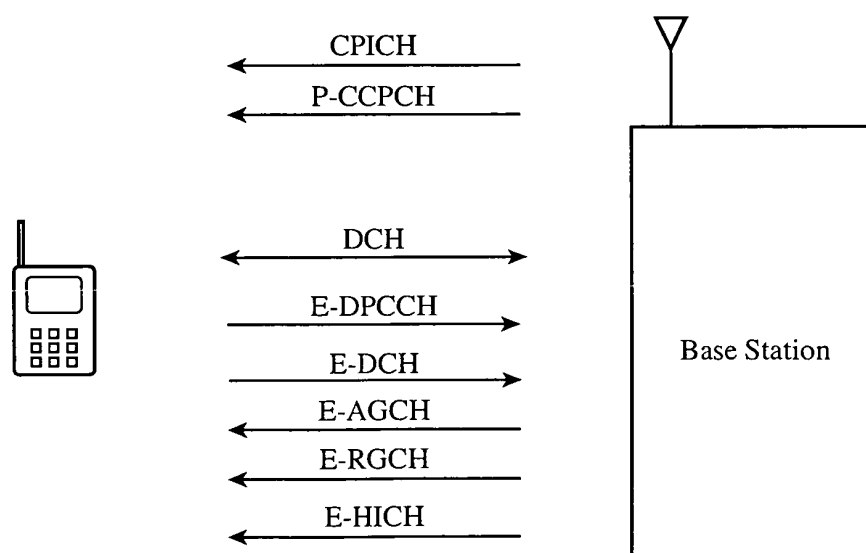 CPICH
P-CCPCH
DCH
E-DPCCH
E-DCH
E-AGCH
E-RGCH
E-HICH
Base Station